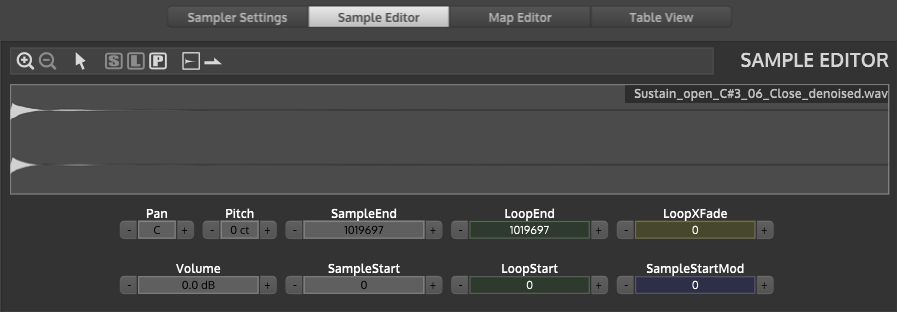 Sampler Settings Sample Editor Map Editor Table View
S L P SAMPLE EDITOR
Sustain_open_C#3_06_Close_denoised.wav
Pan Pitch SampleEnd LoopEnd LoopXFade
- C + - 0 ct + - 1019697 + - 1019697 + - 0 +
Volume SampleStart LoopStart SampleStartMod
- 0.0 dB + - 0 + - 0 + - 0 +